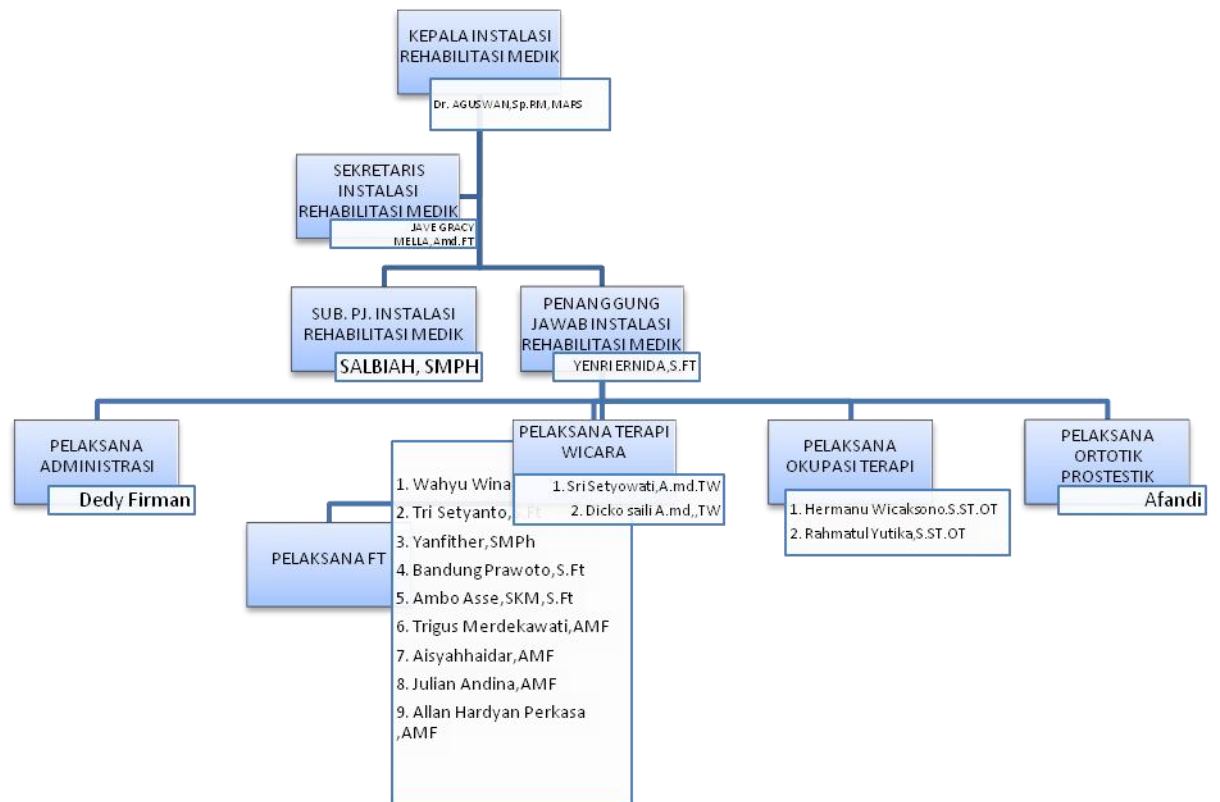 KEPALA INSTALASI
REHABILITASI MEDIK
Dr. AGUSWAN,Sp.RM,MARS
SEKRETARIS
INSTALASI
REHABILITASI MEDIK
JAVE GRACY
MELLA,Amd.FT
SUB. PJ. INSTALASI
REHABILITASI MEDIK
SALBIAH, SMPH
PENANGGUNG
JAWAB INSTALASI
REHABILITASI MEDIK
YENRI ERNIDA,S.FT
PELAKSANA
ADMINISTRASI
Dedy Firman
PELAKSANA FT
1. Wahyu
2. Tri Setyanto,
3. Yanfither,SMPh
4. Bandung Prawoto,S.Ft
5. Ambo Asse,SKM,S.Ft
6. Trigus Merdekawati,AMF
7. Aisyahhaidar,AMF
8. Julian Andina,AMF
9. Allan Hardyan Perkasa
,AMF
PELAKSANA TERAPI
WICARA
1. Sri Setyowati,A.md.TW
2. Dicko saili A.md,,TW
PELAKSANA
OKUPASI TERAPI
1. Hermanu Wicaksono.S.ST.OT
2. Rahmatul Yutika,S.ST.OT
PELAKSANA
ORTOTIK
PROSTESTIK
Afandi